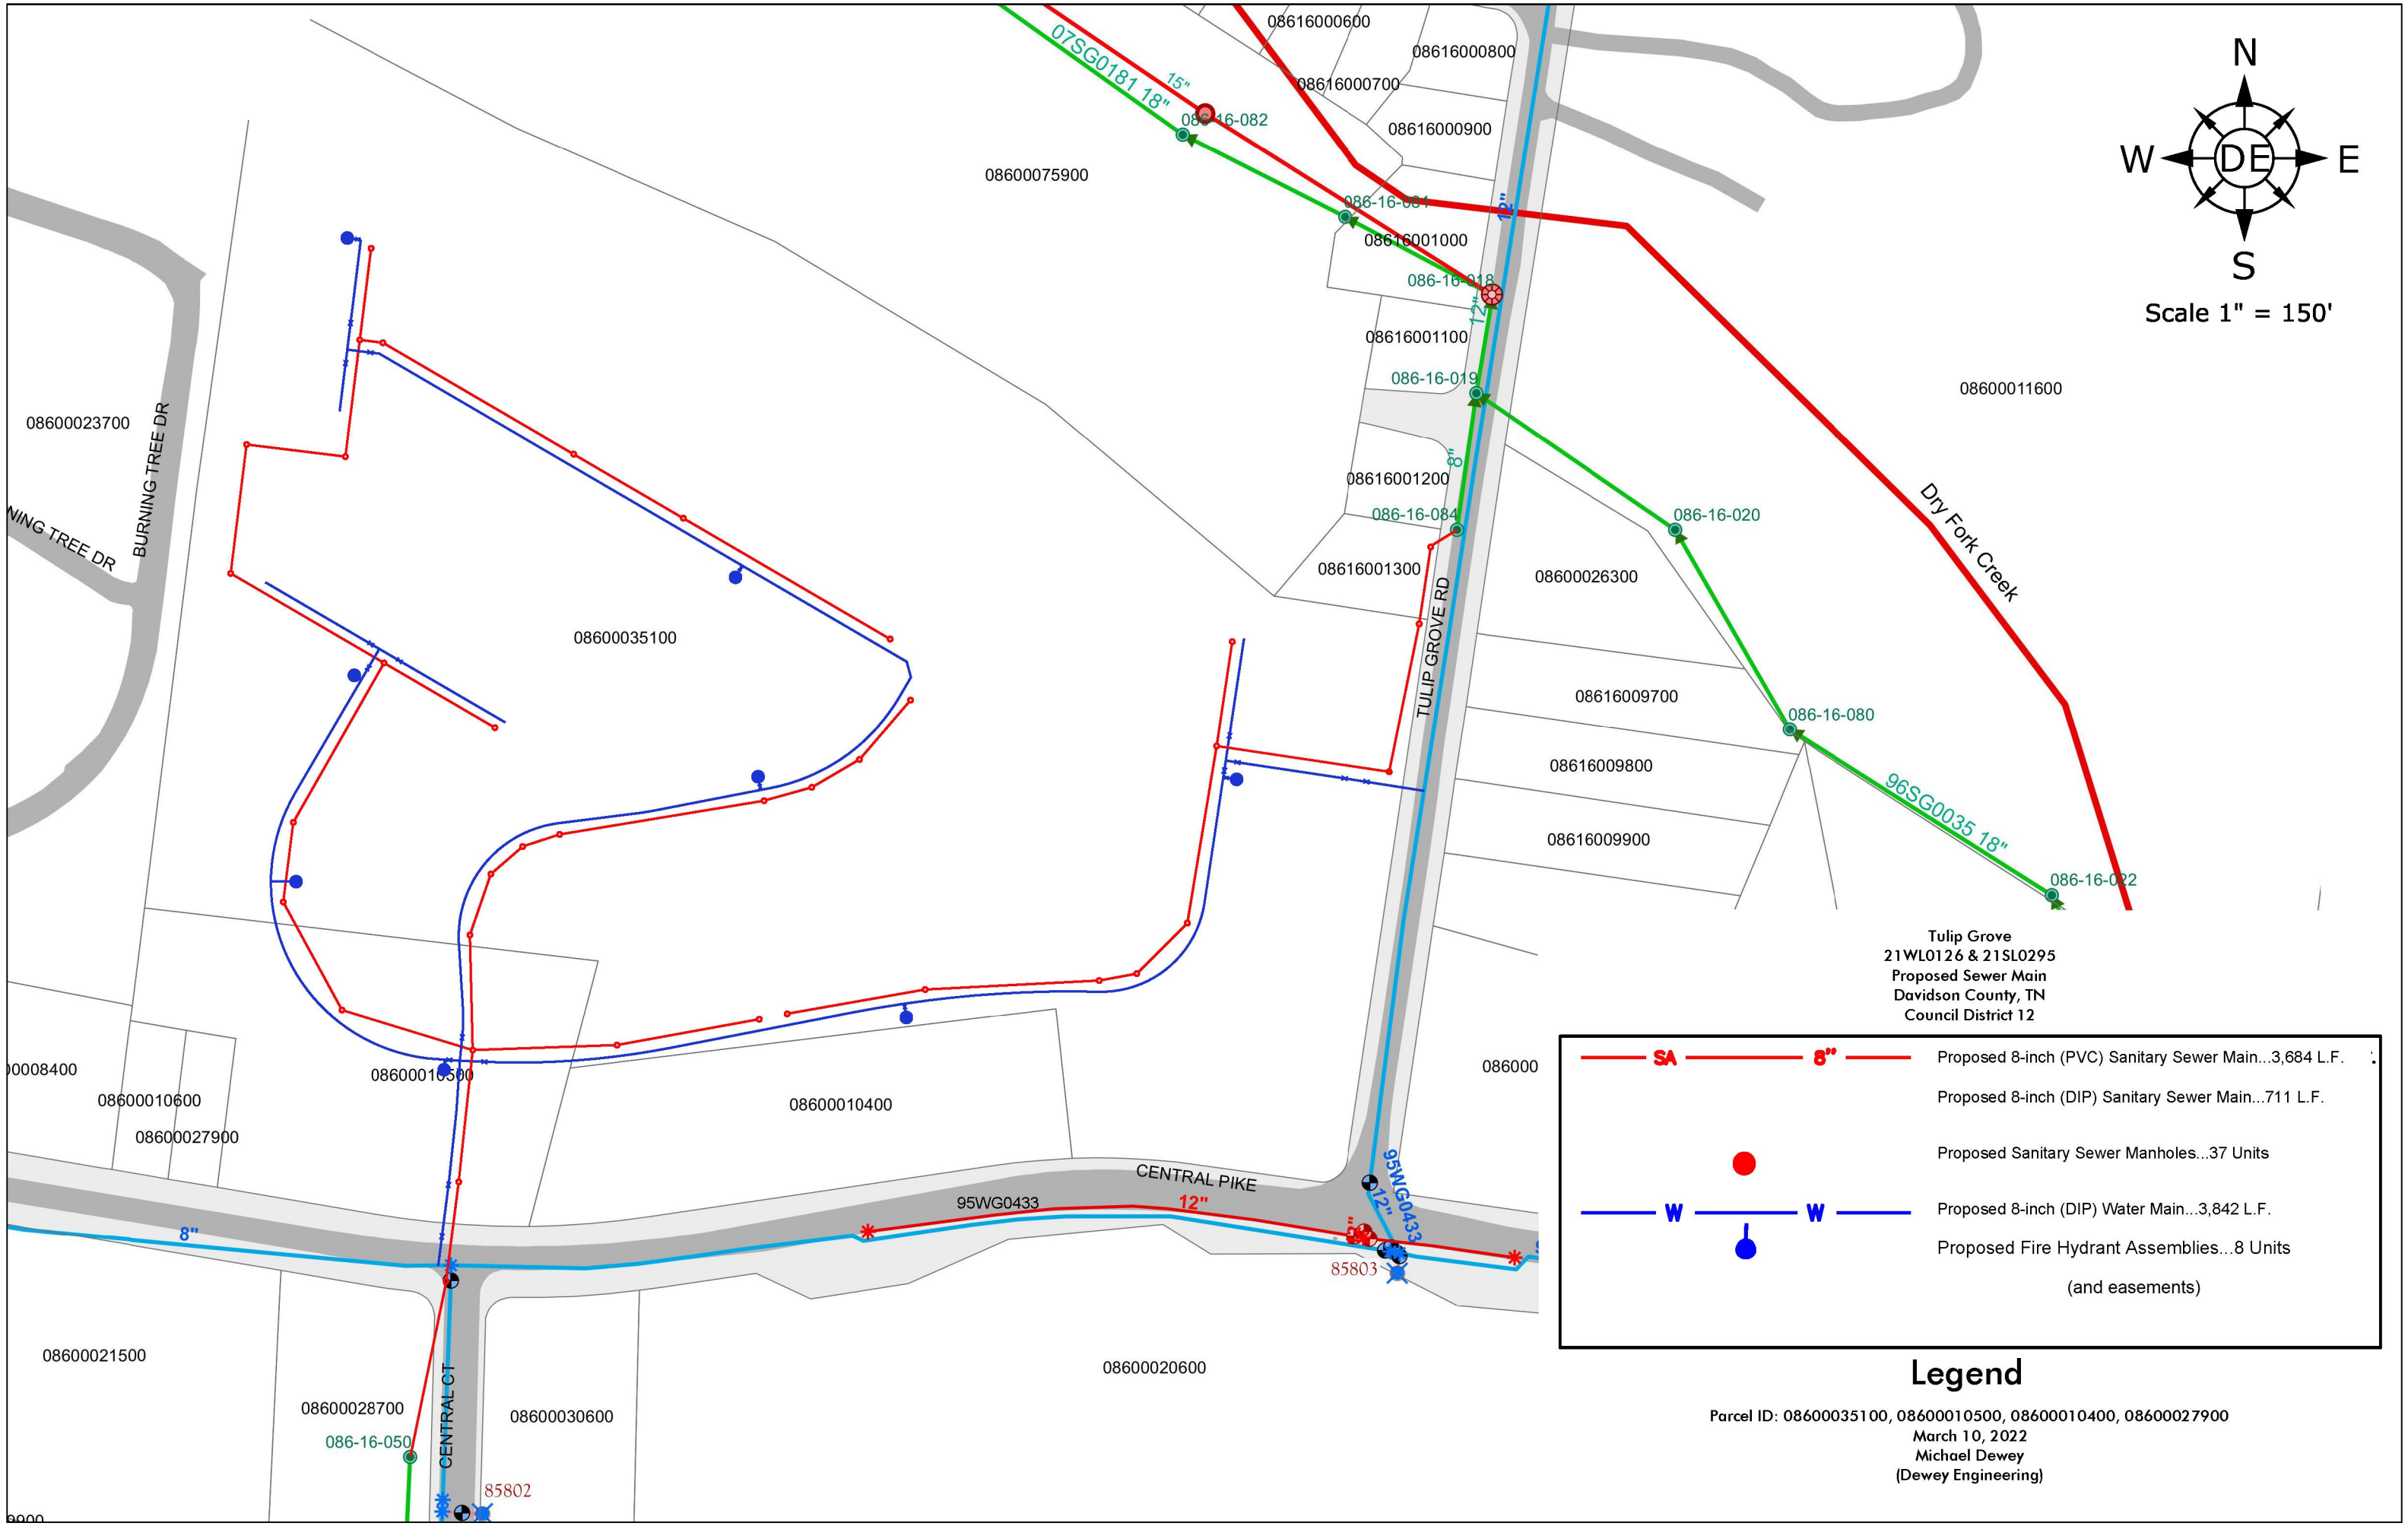 08616000600
07SG0181 18"
15"
08616000800
N
08616000700
086-16-082
08616000900
W
DE
E
08600075900
086-16-081
12"
08616001000
S
086-16-018
Scale 1" = 150'
12"
08616001100
086-16-019
08600011600
08600023700
BURNING TREE DR
8"
08616001200
086-16-084
086-16-020
Dry Fork Creek
NING TREE DR
08616001300
08600026300
08600035100
TULIP GROVE RD
08616009700
086-16-080
08616009800
96SG0035 18"
08616009900
086-16-022
Tulip Grove
21WL0126 & 21SL0295
Proposed Sewer Main
Davidson County, TN
Council District 12
SA 8" Proposed 8-inch (PVC) Sanitary Sewer Main...3,684 L.F.
Proposed 8-inch (DIP) Sanitary Sewer Main...711 L.F.
Proposed Sanitary Sewer Manholes...37 Units
W W Proposed 8-inch (DIP) Water Main...3,842 L.F.
Proposed Fire Hydrant Assemblies...8 Units
(and easements)
Legend
Parcel ID: 08600035100, 08600010500, 08600010400, 08600027900
March 10, 2022
Michael Dewey
(Dewey Engineering)
0008400
08600010500
086000
08600010600
08600010400
08600027900
CENTRAL PIKE
95WG0433
12"
95WG0433
12"
8"
85803
08600021500
08600020600
CENTRAL CT
08600028700
08600030600
086-16-050
85802
9900